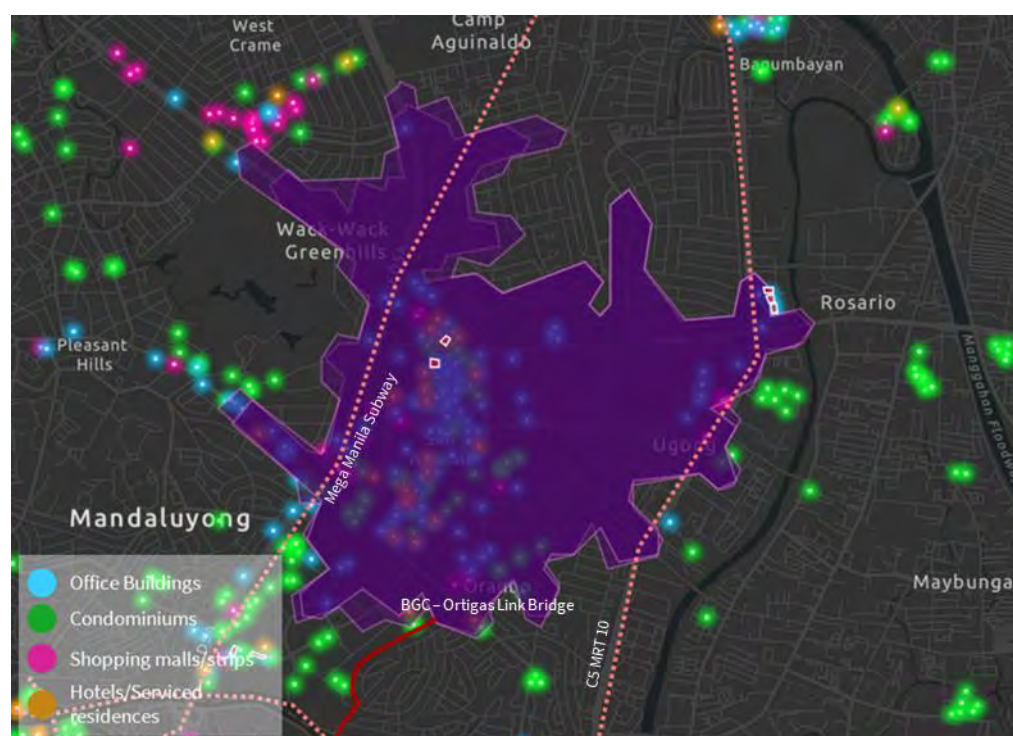 West
Crame
Camp
Aguinaldo
Bagumbayan
Wack-Wack
Greenhills
Rosario
Pleasant
Hills
Manggahan Floodway
Mega Manila Subway
Ugong
Mandaluyong
Office Buildings
Condominiums
Shopping malls/strips
Hotels/Serviced
residences
Oranbo
BGC – Ortigas Link Bridge
Maybunga
C5 MRT 10